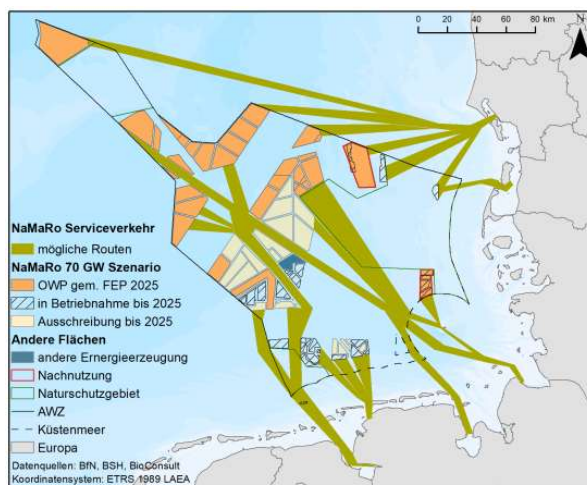 0 20 40 60 80 km
NaMaRo Serviceverkehr
mögliche Routen
NaMaRo 70 GW Szenario
OWP gem. FEP 2025
in Betriebnahme bis 2025
Ausschreibung bis 2025
Andere Flächen
andere Ernergieerzeugung
Nachnutzung
Naturschutzgebiet
AWZ
Küstenmeer
Europa
Datenquellen: BfN, BSH, BioConsult
Koordinatensystem: ETRS 1989 LAEA